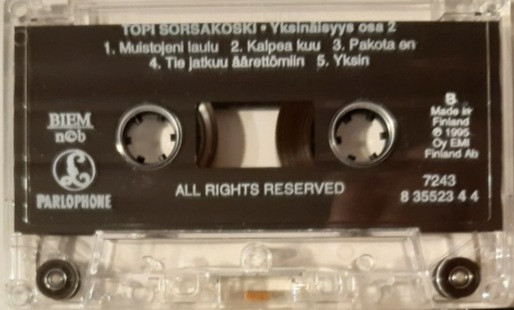 TOPI SORSAKOSKI • Yksinäisyys osa 2
1. Muistojeni laulu 2. Kalpea kuu 3. Pakota en
4. Tie jatkuu äärettömiin 5. Yksin
BIEM
n©b
£
PARLOPHONE
ALL RIGHTS RESERVED
B
Made in
Finland
℗ 1995
Oy EMI
Finland Ab
7243
8 35523 4 4